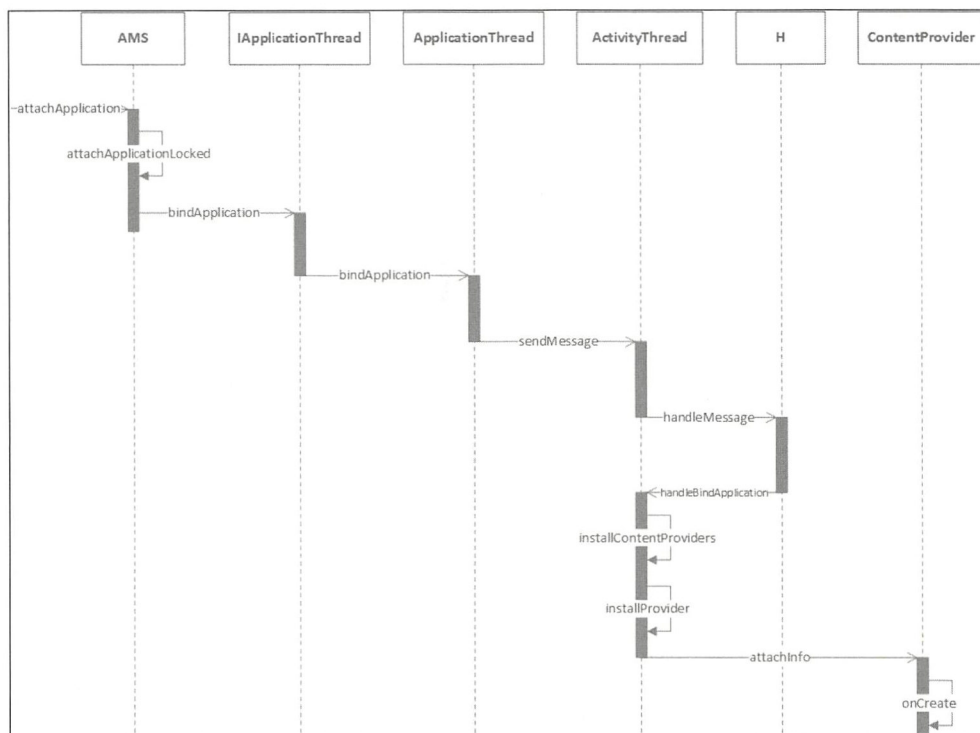 AMS
IApplicationThread
ApplicationThread
ActivityThread
H
ContentProvider
attachApplication
attachApplicationLocked
bindApplication
bindApplication
sendMessage
handleMessage
handleBindApplication
installContentProviders
installProvider
attachInfo
onCreate